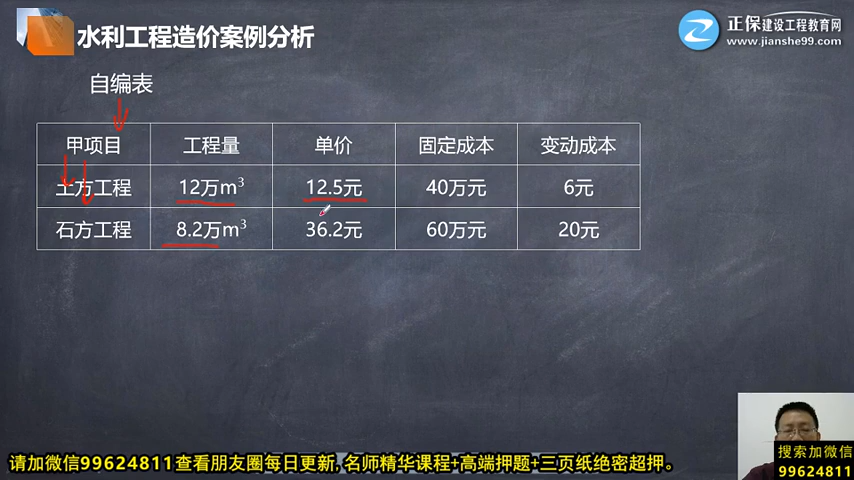 水利工程造价案例分析
正保建设工程教育网
www.jianshe99.com
自编表
甲项目 工程量 单价 固定成本 变动成本
土方工程 12万m³ 12.5元 40万元 6元
石方工程 8.2万m³ 36.2元 60万元 20元
搜索加微信
99624811
请加微信99624811查看朋友圈每日更新,名师精华课程+高端押题+三页纸绝密超押。